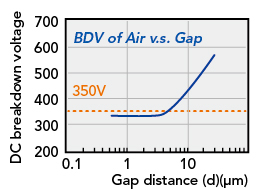 DC breakdown voltage
700
600
500
400
300
200
BDV of Air v.s. Gap
350V
0.1
1
10
Gap distance (d)(μm)